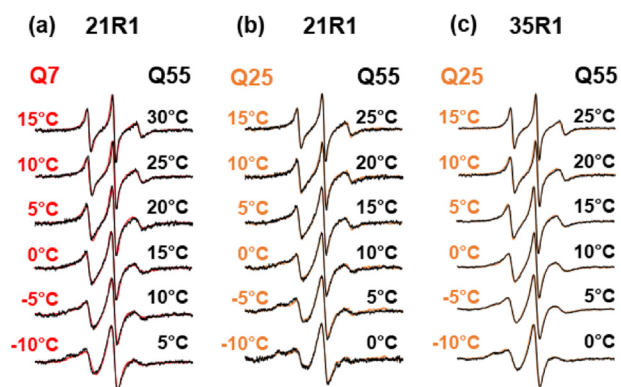 (a) 21R1 (b) 21R1 (c) 35R1
Q7 Q55 Q25 Q55 Q25 Q55
15°C 30°C 15°C 25°C 15°C 25°C
10°C 25°C 10°C 20°C 10°C 20°C
5°C 20°C 5°C 15°C 5°C 15°C
0°C 15°C 0°C 10°C 0°C 10°C
-5°C 10°C -5°C 5°C -5°C 5°C
-10°C 5°C -10°C 0°C -10°C 0°C